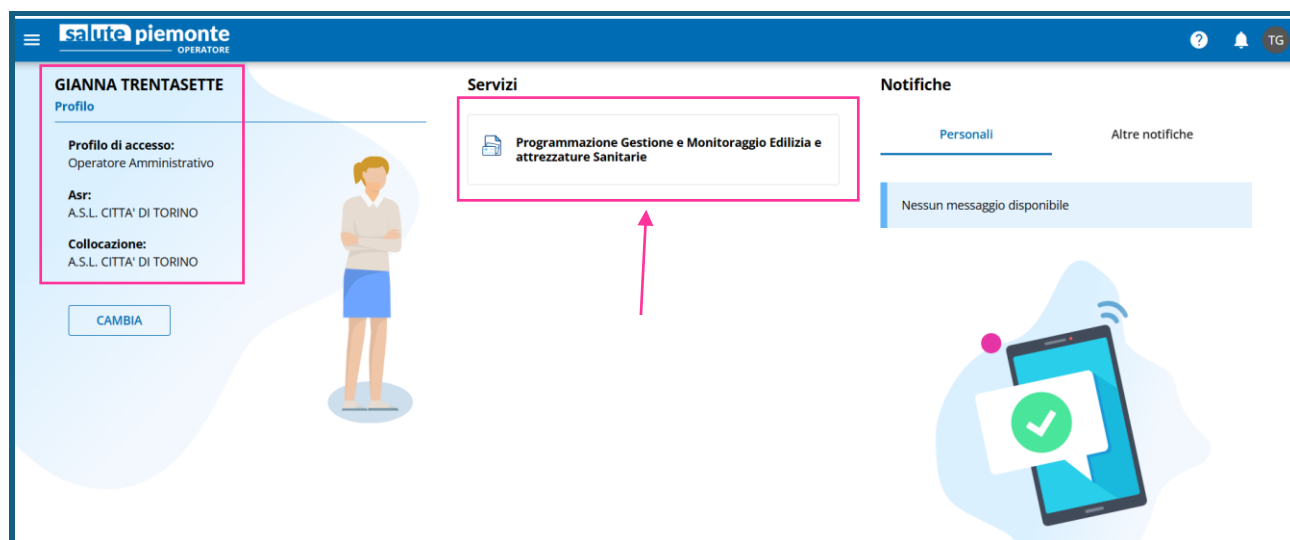 salute piemonte
OPERATORE
?
TG
GIANNA TRENTASETTE
Profilo
Profilo di accesso:
Operatore Amministrativo
Asr:
A.S.L. CITTA' DI TORINO
Collocazione:
A.S.L. CITTA' DI TORINO
CAMBIA
Servizi
Programmazione Gestione e Monitoraggio Edilizia e
attrezzature Sanitarie
Notifiche
Personali
Altre notifiche
Nessun messaggio disponibile